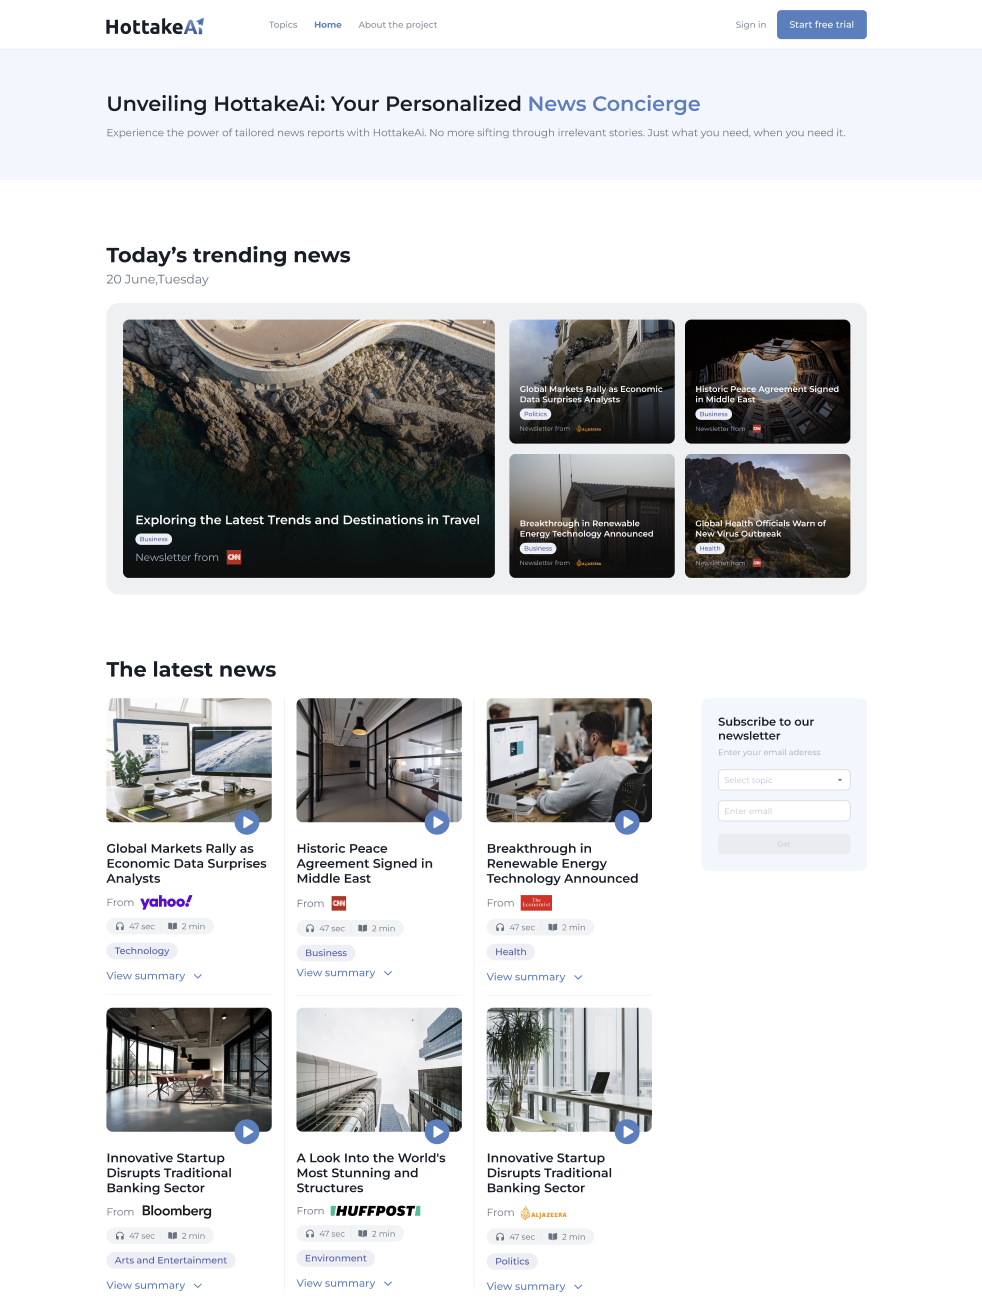 HottakeAi
Topics Home About the project
Sign in Start free trial
Unveiling HottakeAi: Your Personalized News Concierge
Experience the power of tailored news reports with HottakeAi. No more sifting through irrelevant stories. Just what you need, when you need it.
Today’s trending news
20 June,Tuesday
Exploring the Latest Trends and Destinations in Travel
Business
Newsletter from CNN
Global Markets Rally as Economic
Data Surprises Analysts
Politics
Newsletter from ALJAZEERA
Historic Peace Agreement Signed
in Middle East
Business
Newsletter from CNN
Breakthrough in Renewable
Energy Technology Announced
Business
Newsletter from ALJAZEERA
Global Health Officials Warn of
New Virus Outbreak
Health
Newsletter from CNN
The latest news
Global Markets Rally as
Economic Data Surprises
Analysts
From yahoo!
47 sec 2 min
Technology
View summary
Historic Peace
Agreement Signed in
Middle East
From CNN
47 sec 2 min
Business
View summary
Breakthrough in
Renewable Energy
Technology Announced
From The Economist
47 sec 2 min
Health
View summary
Subscribe to our
newsletter
Enter your email aderess
Select topic
Enter email
Get
Innovative Startup
Disrupts Traditional
Banking Sector
From Bloomberg
47 sec 2 min
Arts and Entertainment
View summary
A Look Into the World's
Most Stunning and
Structures
From HUFFPOST
47 sec 2 min
Environment
View summary
Innovative Startup
Disrupts Traditional
Banking Sector
From ALJAZEERA
47 sec 2 min
Politics
View summary